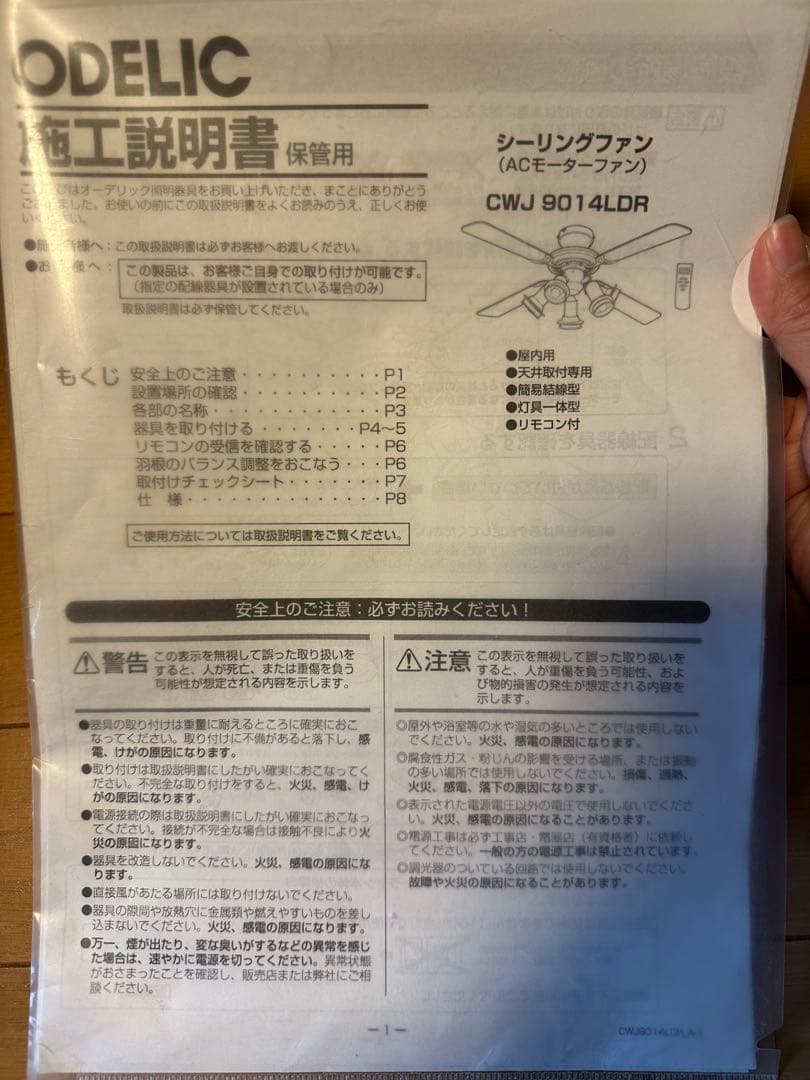 ODELIC
施工説明書 保管用
このたびはオーデリック照明器具をお買い上げいただき、まことにありがとう
ございました。お使いの前にこの取扱説明書をよくお読みのうえ、正しくお使
いください。
●施工者様へ：この取扱説明書は必ずお客様へお渡しください。
●お客様へ：この製品は、お客様ご自身での取り付けが可能です。
（指定の配線器具が設置されている場合のみ）
取扱説明書は必ず保管してください。
シーリングファン
（ACモーターファン）
CWJ 9014LDR
●屋内用
●天井取付専用
●簡易結線型
●灯具一体型
●リモコン付
もくじ
安全上のご注意・・・・・・・・・・P1
設置場所の確認・・・・・・・・・・P2
各部の名称・・・・・・・・・・・・P3
器具を取り付ける・・・・・・・P4～5
リモコンの受信を確認する・・・・・P6
羽根のバランス調整をおこなう・・・P6
取付けチェックシート・・・・・・・P7
仕 様・・・・・・・・・・・・・・P8
ご使用方法については取扱説明書をご覧ください。
安全上のご注意：必ずお読みください！
警告 この表示を無視して誤った取り扱いを
すると、人が死亡、または重傷を負う
可能性が想定される内容を示します。
●器具の取り付けは重量に耐えるところに確実におこ
なってください。取り付けに不備があると落下し、感
電、けがの原因になります。
●取り付けは取扱説明書にしたがい確実におこなってく
ださい。不完全な取り付けをすると、火災、感電、け
がの原因になります。
●電源接続の際は取扱説明書にしたがい確実におこなっ
てください。接続が不完全な場合は接触不良により火
災の原因になります。
●器具を改造しないでください。火災、感電の原因にな
ります。
●直接風があたる場所には取り付けないでください。
●器具の隙間や放熱穴に金属類や燃えやすいものを差し
込まないでください。火災、感電の原因になります。
●万一、煙が出たり、変な臭いがするなどの異常を感じ
た場合は、速やかに電源を切ってください。異常状態
がおさまったことを確認し、販売店または弊社にご相
談ください。
注意 この表示を無視して誤った取り扱いを
すると、人が傷害を負う可能性、およ
び物的損害の発生が想定される内容を
示します。
◎屋外や浴室等の水や湿気の多いところでは使用しない
でください。火災、感電の原因になります。
◎腐食性ガス・粉じんの影響を受ける場所、または振動
の多い場所では使用しないでください。損傷、過熱、
火災、感電、落下の原因になります。
◎表示された電源電圧以外の電圧で使用しないでくださ
い。火災、感電の原因になることがあります。
◎電源工事は必ず工事店・電器店（有資格者）に依頼し
てください。一般の方の電源工事は禁止されています。
◎調光器のついている回路では使用しないでください。
故障や火災の原因になることがあります。
－1－